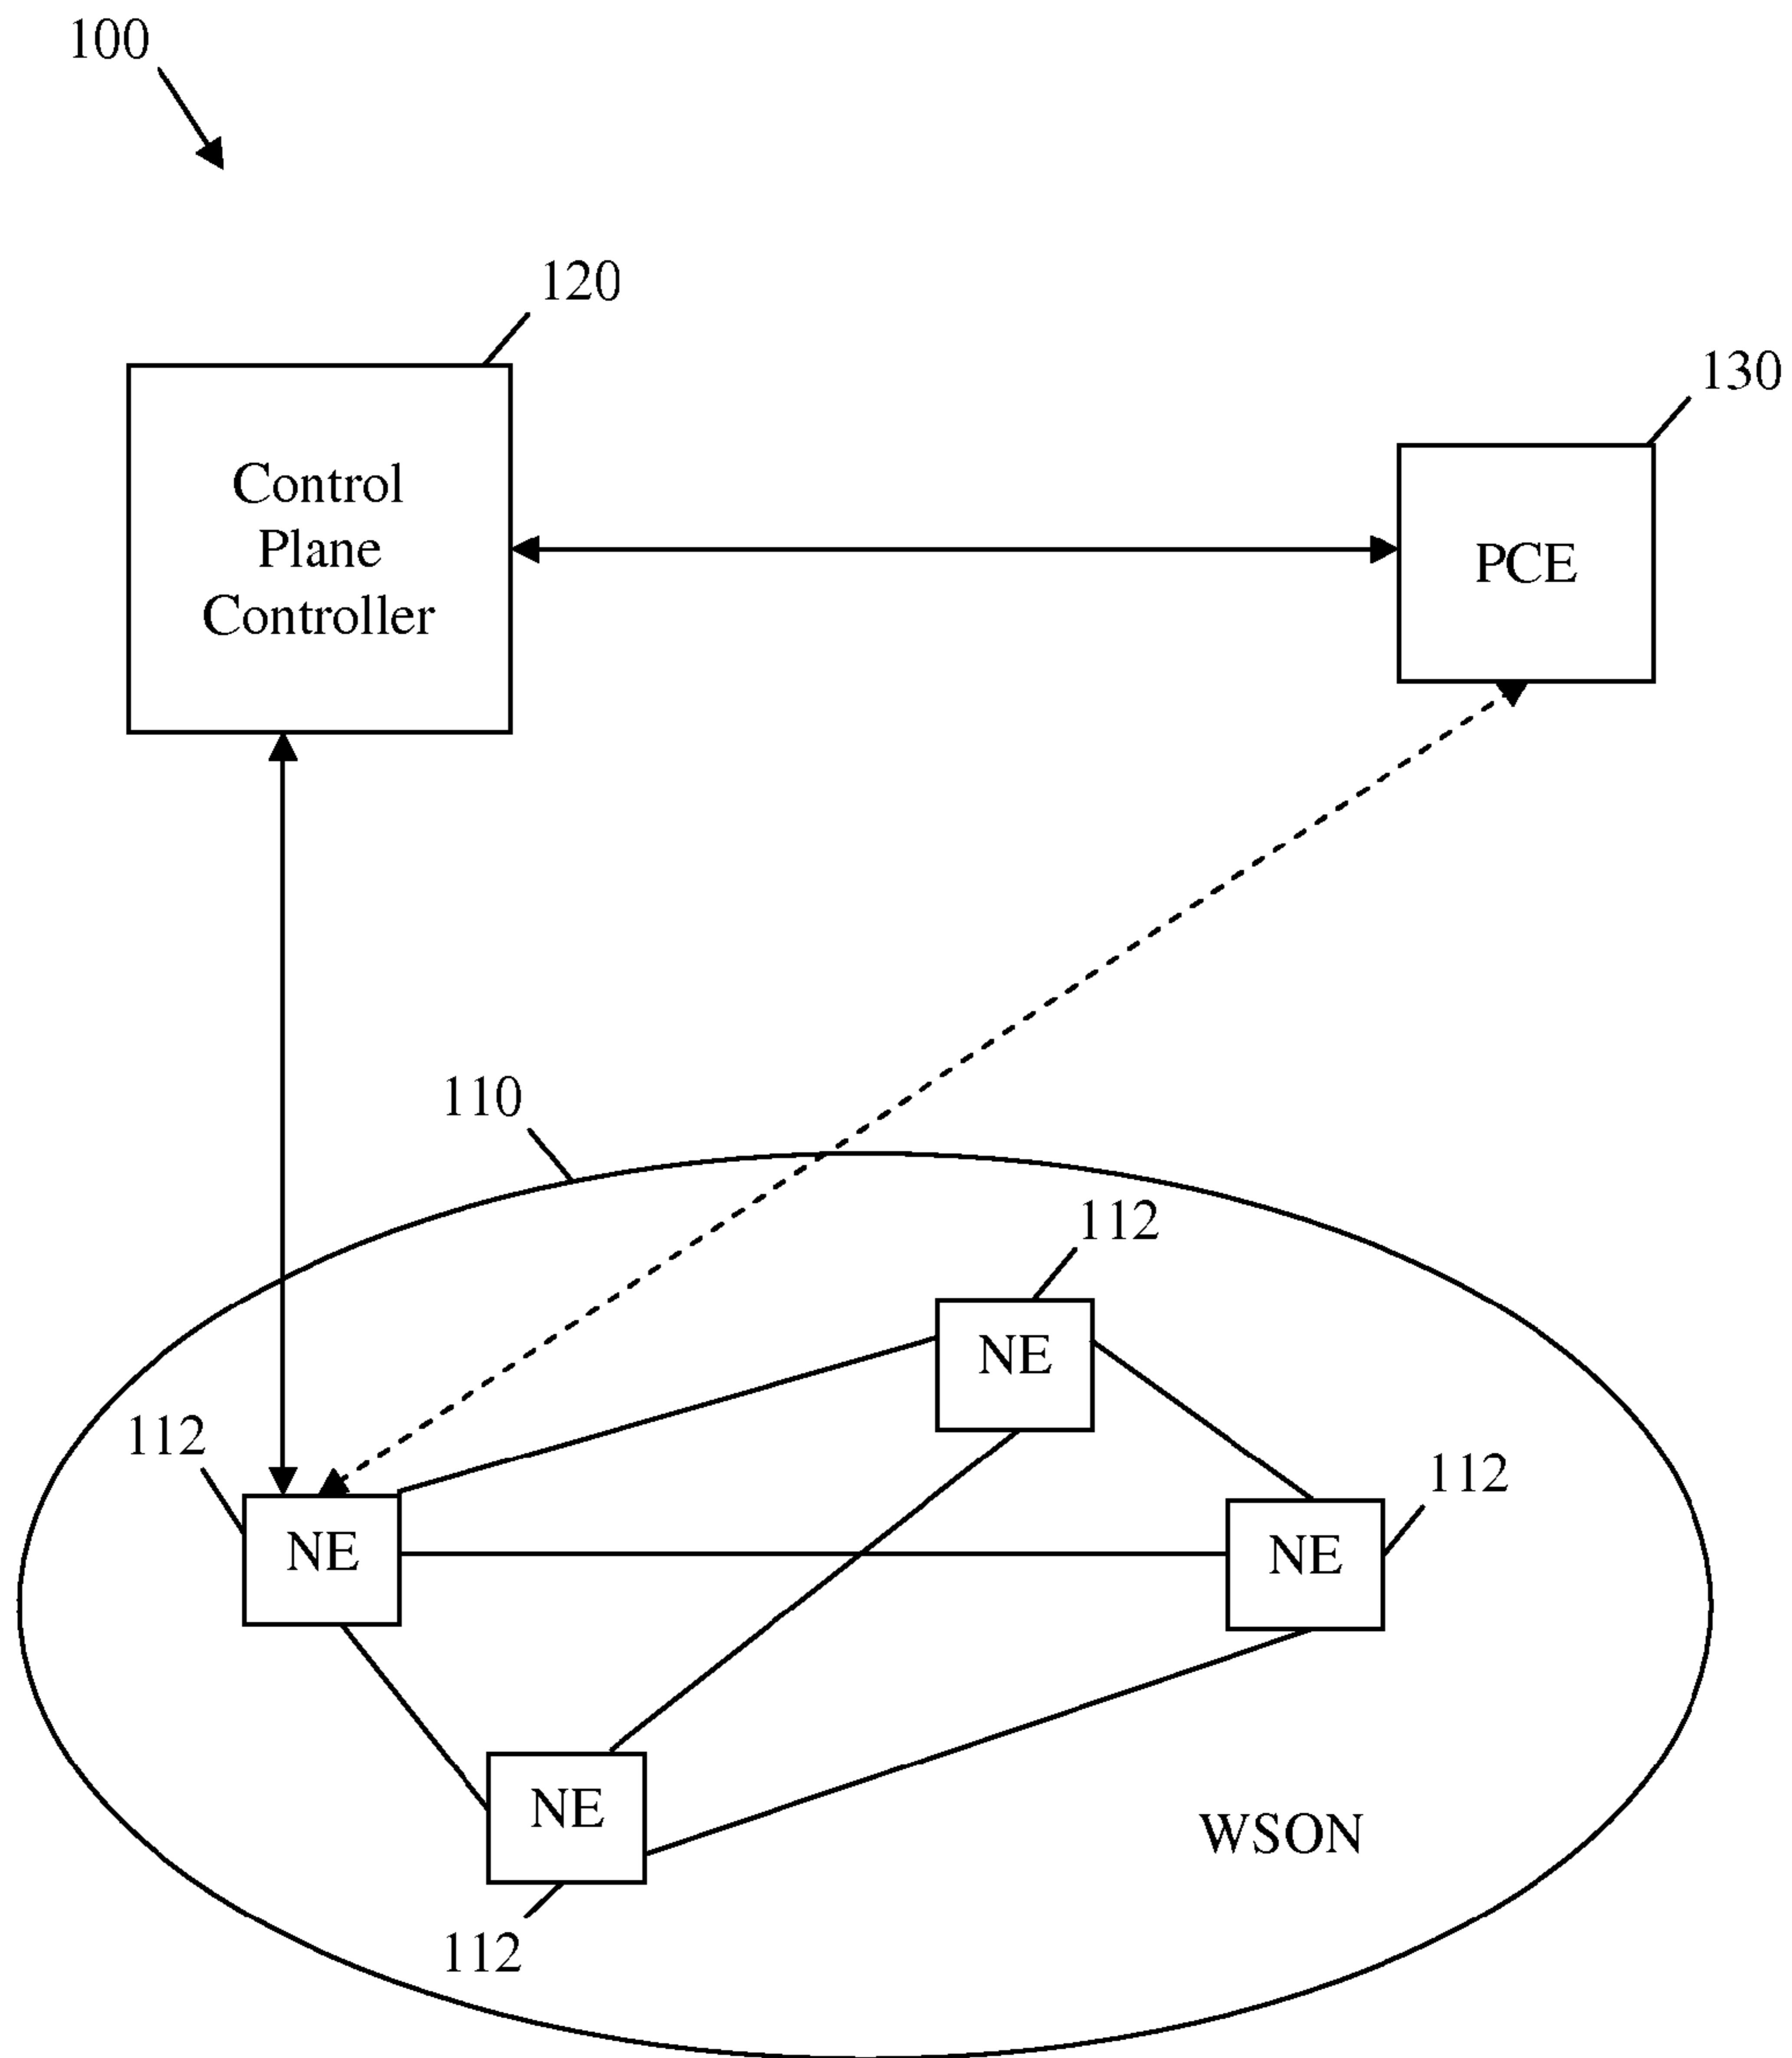 100
120
130
Control
Plane
Controller
PCE
110
112
NE
112
112
NE
NE
NE
WSON
112